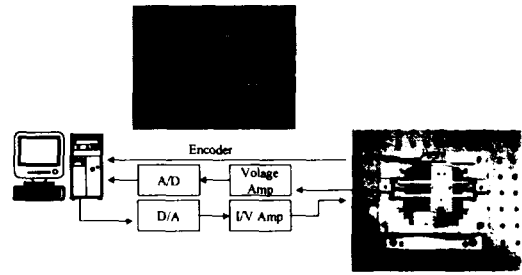 Encoder
A/D
Volage
Amp
D/A
I/V Amp